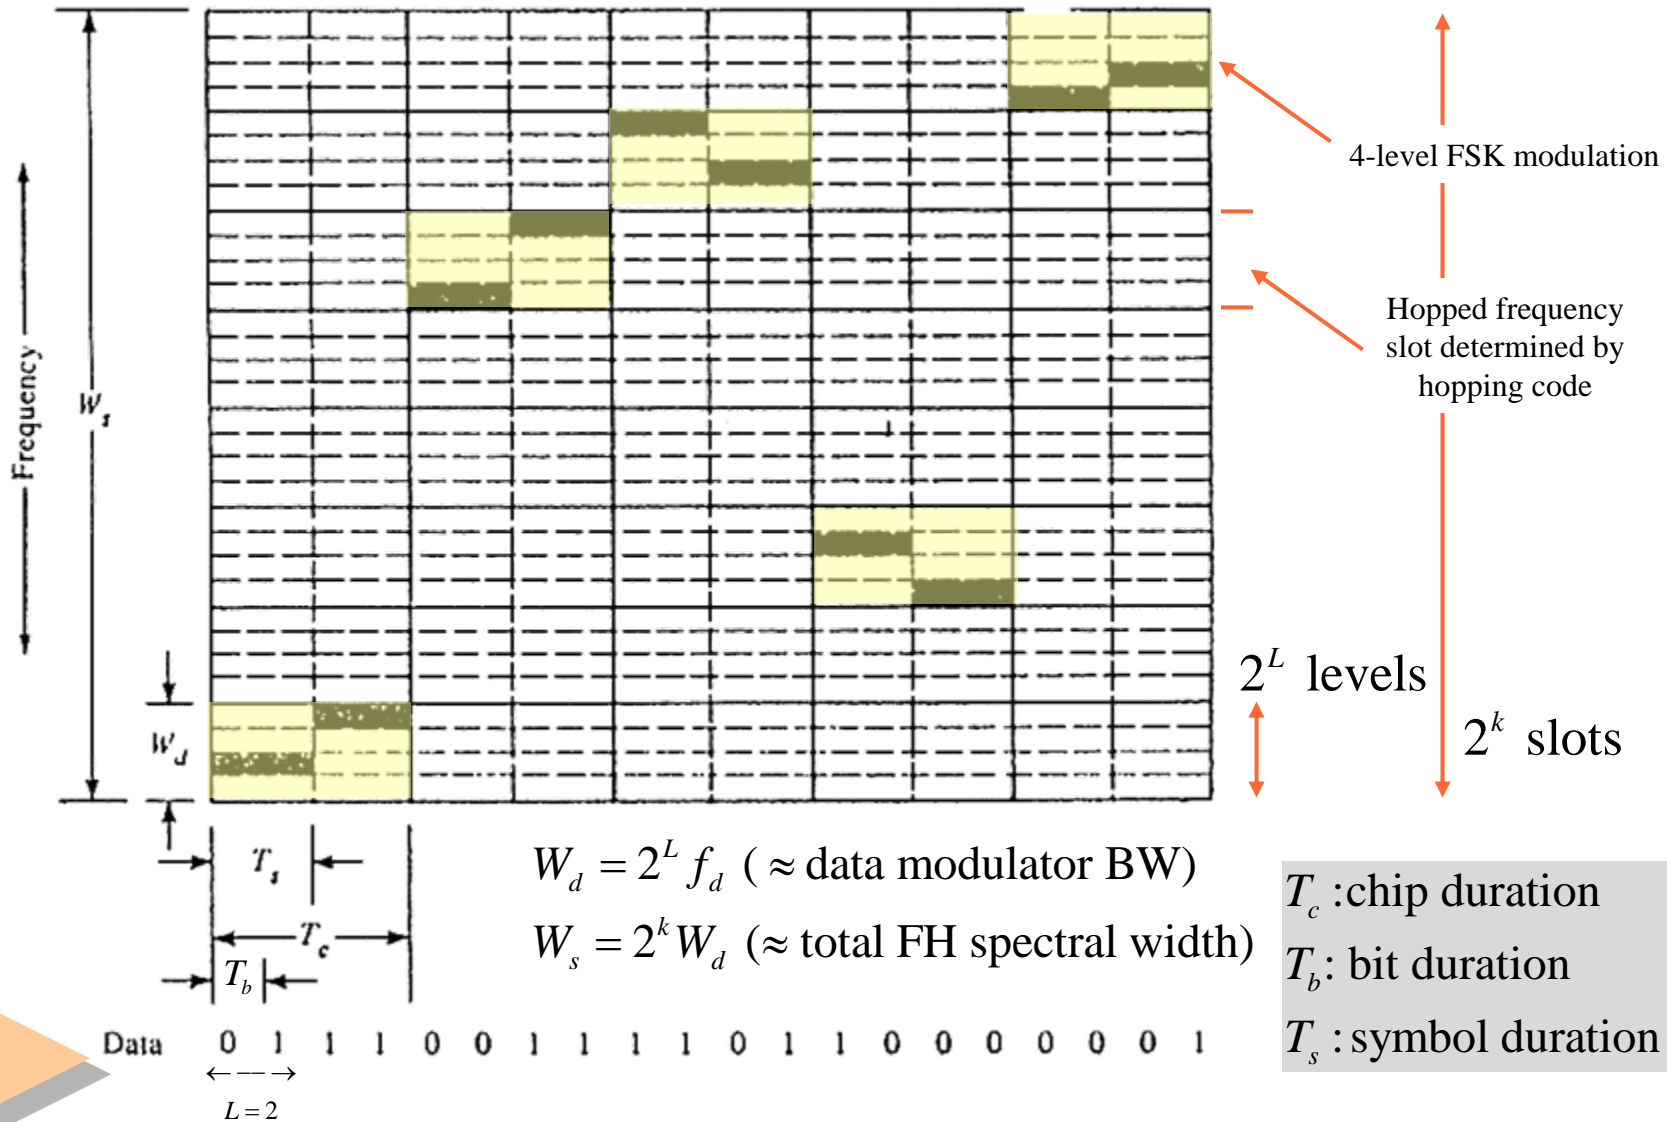 4-level FSK modulation
Hopped frequency
slot determined by
hopping code
Frequency
W_s
W_d
2^L levels
2^k slots
T_s
T_c
T_b
W_d = 2^L f_d ( ≈ data modulator BW)
W_s = 2^k W_d (≈ total FH spectral width)
T_c :chip duration
T_b: bit duration
T_s : symbol duration
Data 0 1 1 1 0 0 1 1 1 1 0 1 1 0 0 0 0 0 0 1
L = 2